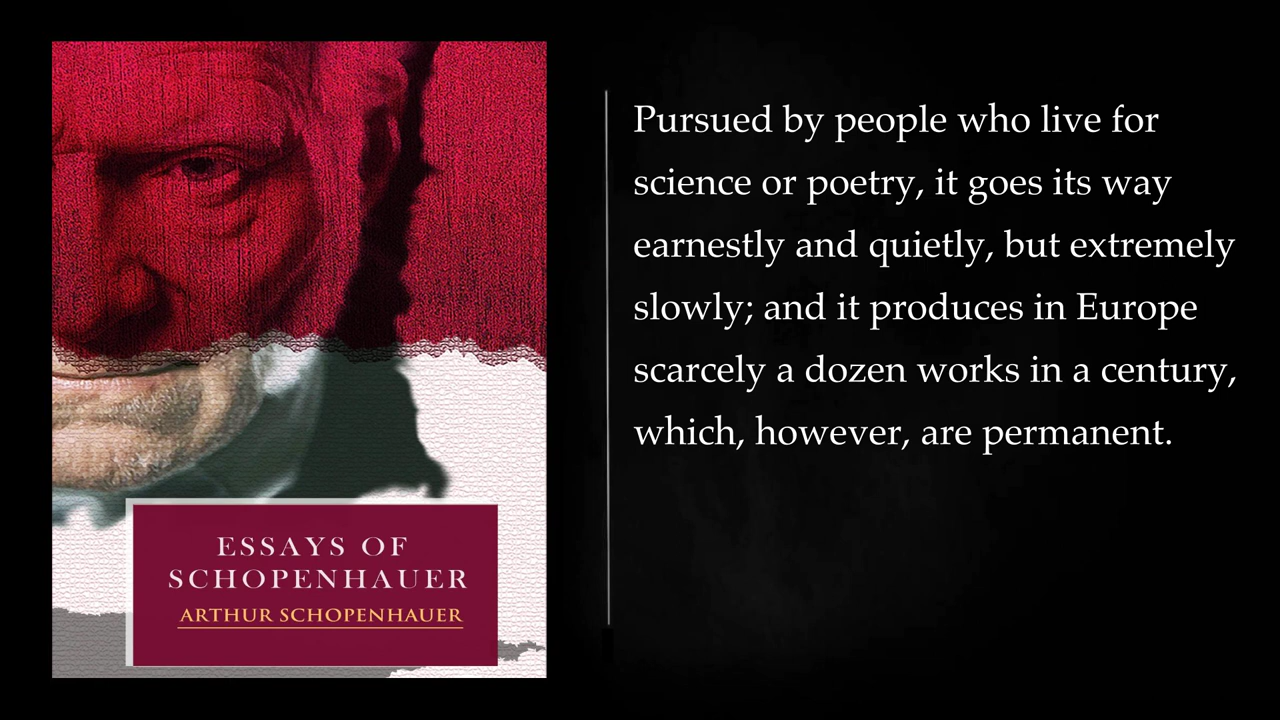 ESSAYS OF
SCHOPENHAUER
ARTHUR SCHOPENHAUER
Pursued by people who live for
science or poetry, it goes its way
earnestly and quietly, but extremely
slowly; and it produces in Europe
scarcely a dozen works in a century,
which, however, are permanent.